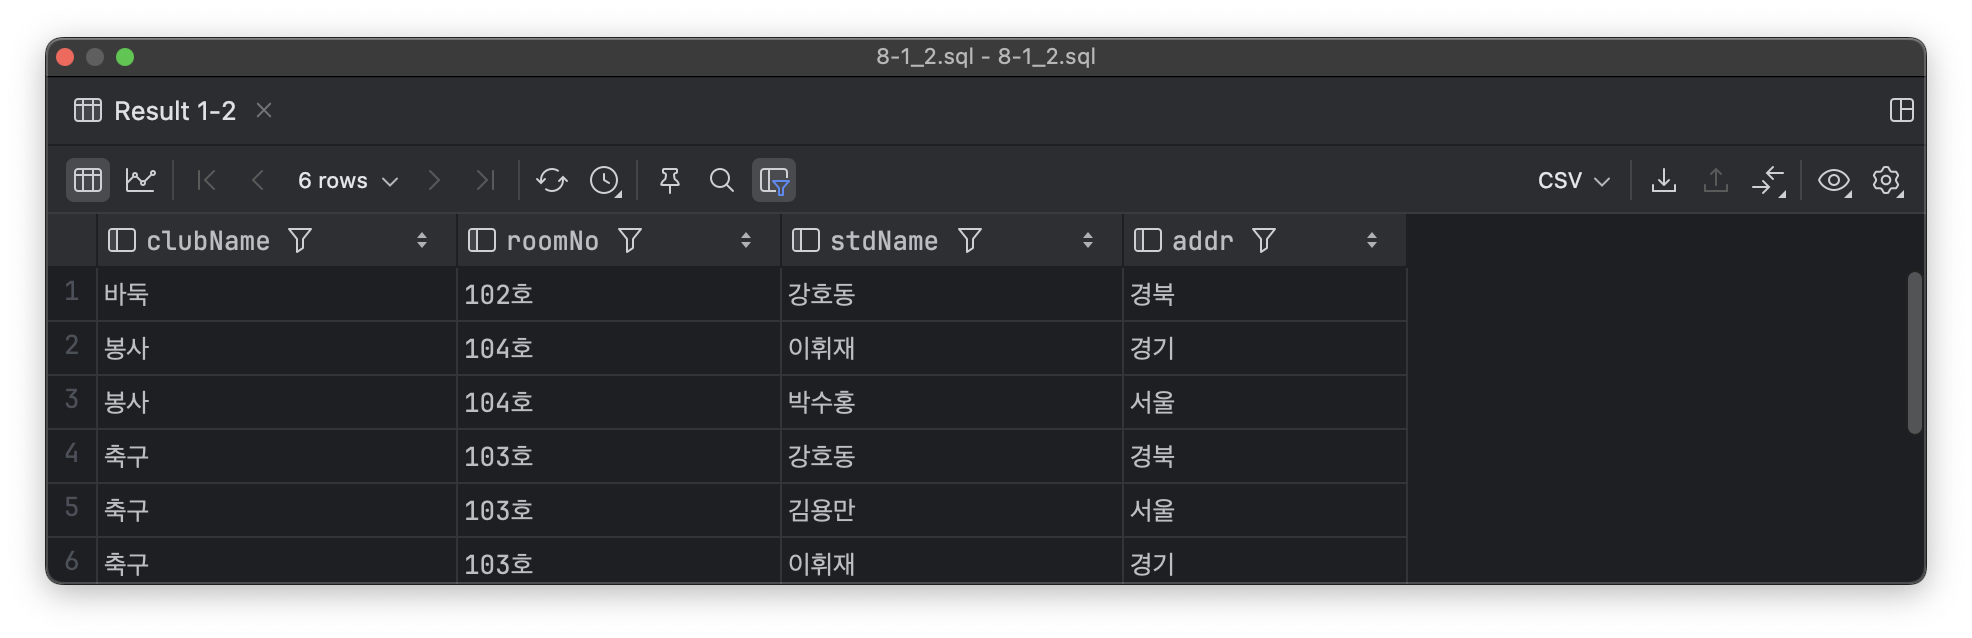 8-1_2.sql - 8-1_2.sql
Result 1-2
6 rows CSV
clubName roomNo stdName addr
1 바둑 102호 강호동 경북
2 봉사 104호 이휘재 경기
3 봉사 104호 박수홍 서울
4 축구 103호 강호동 경북
5 축구 103호 김용만 서울
6 축구 103호 이휘재 경기